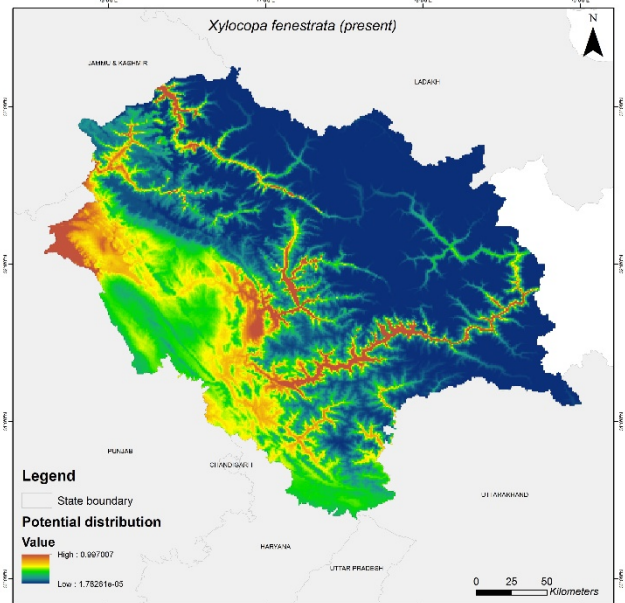 Xylocopa fenestrata (present)
N
JAMMU & KASHMIR
LADAKH
PUNJAB
CHANDIGARH
UTTARAKHAND
HARYANA
UTTAR PRADESH
Legend
State boundary
Potential distribution
Value
High : 0.997007
Low : 1.78261e-05
0 25 50
Kilometers